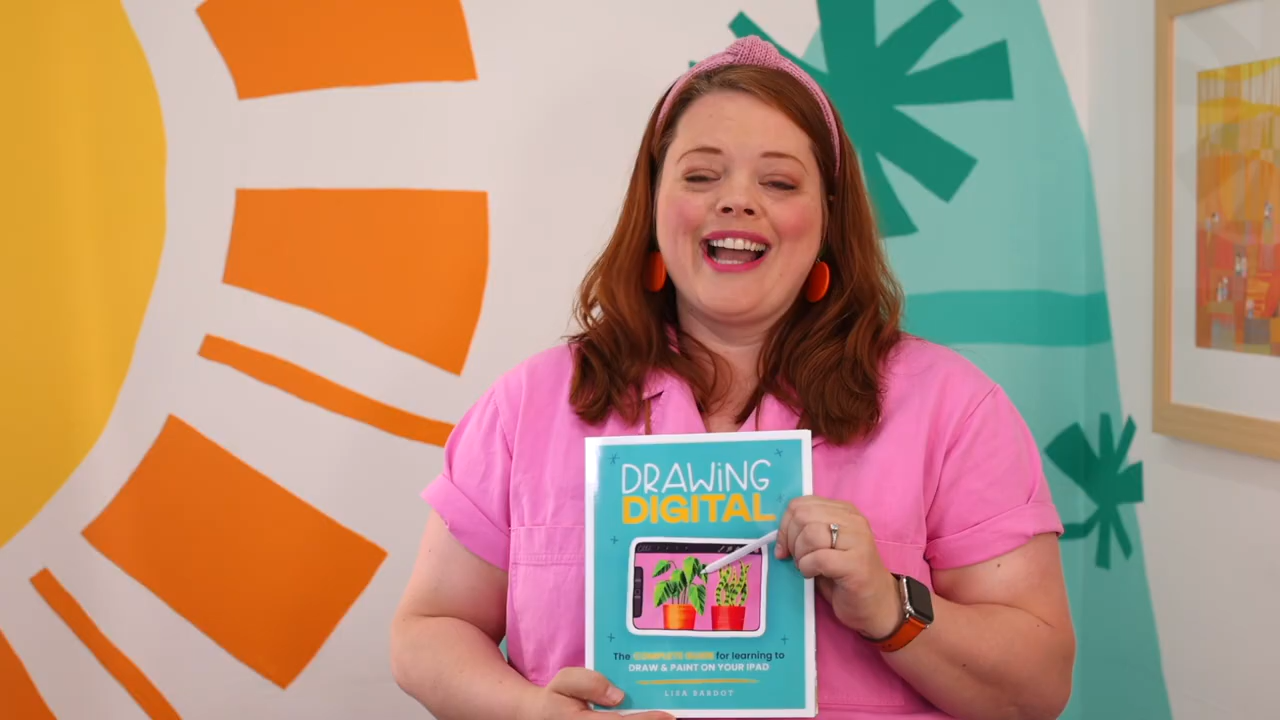 DRAWiNG
DIGITAL
The COMPLETE GUIDE for learning to
DRAW & PAINT ON YOUR IPAD
LISA BARDOT